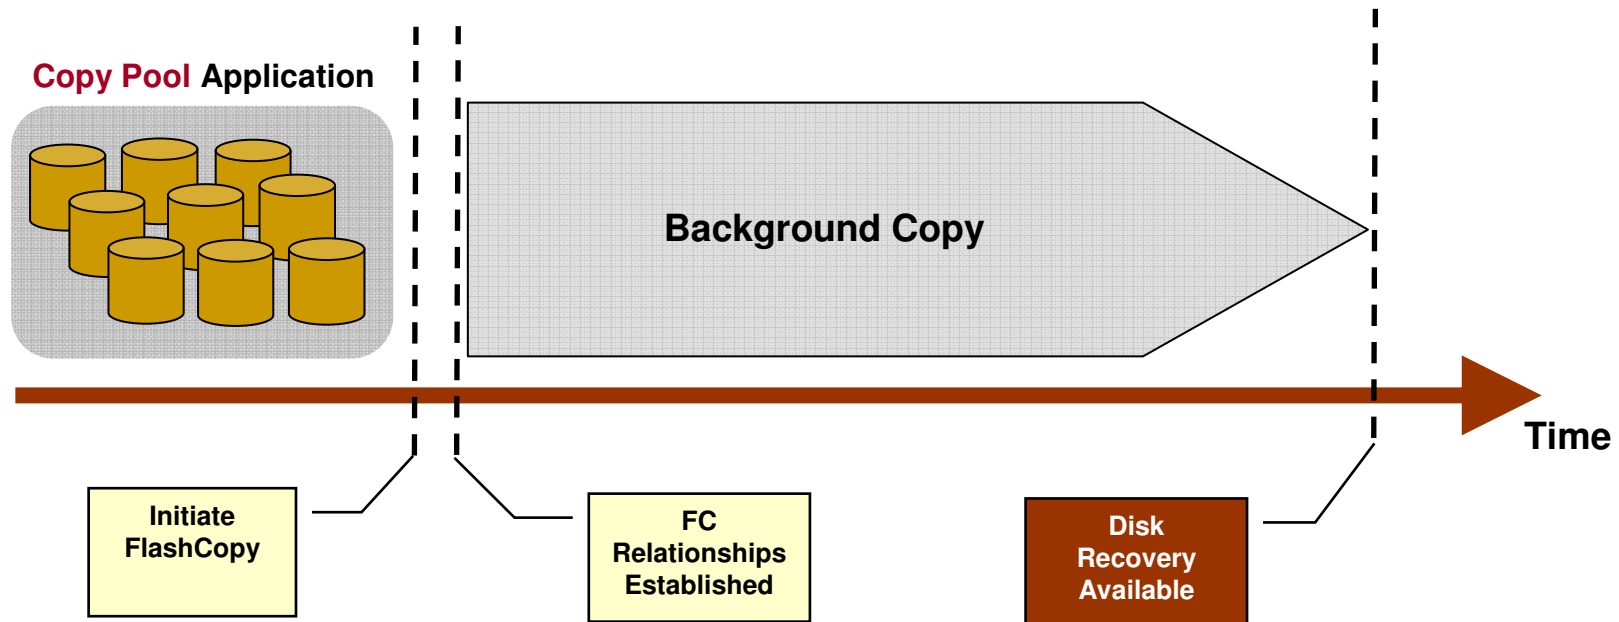 Copy Pool Application
Background Copy
Time
Initiate
FlashCopy
FC
Relationships
Established
Disk
Recovery
Available